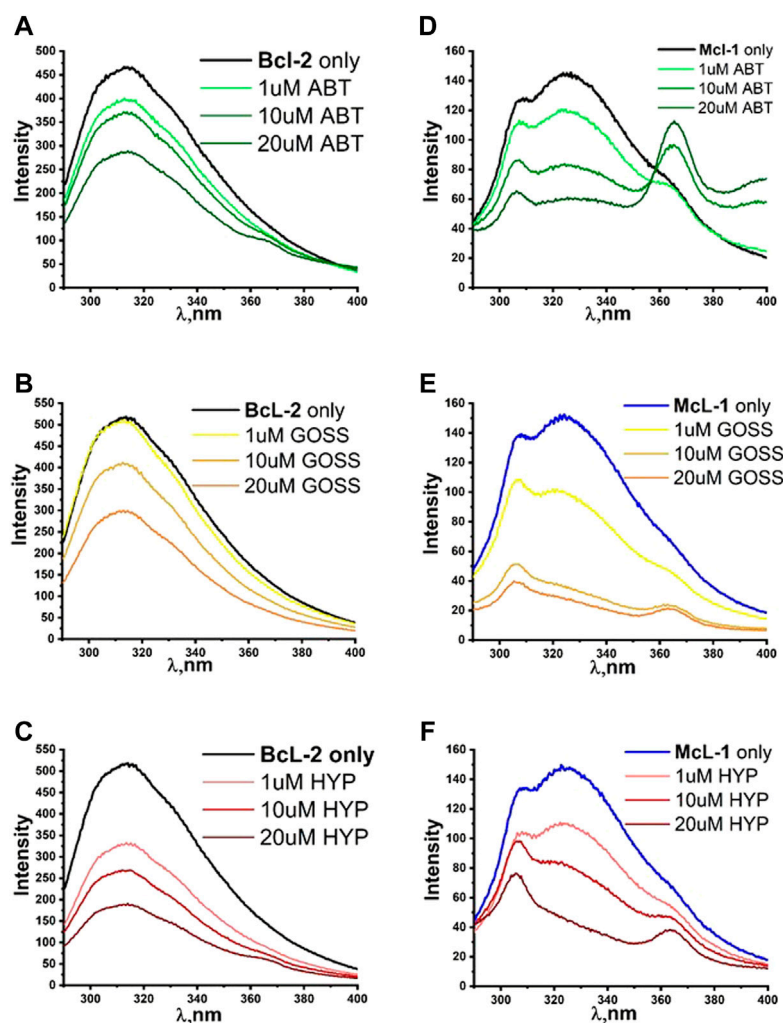 A
Bcl-2 only
1uM ABT
10uM ABT
20uM ABT
Intensity
500
450
400
350
300
250
200
150
100
50
0
300 320 340 360 380 400
λ,nm
D
Mcl-1 only
1uM ABT
10uM ABT
20uM ABT
Intensity
160
140
120
100
80
60
40
20
0
300 320 340 360 380 400
λ,nm
B
BcL-2 only
1uM GOSS
10uM GOSS
20uM GOSS
Intensity
550
500
450
400
350
300
250
200
150
100
50
0
300 320 340 360 380 400
λ,nm
E
McL-1 only
1uM GOSS
10uM GOSS
20uM GOSS
Intensity
160
140
120
100
80
60
40
20
0
300 320 340 360 380 400
λ,nm
C
BcL-2 only
1uM HYP
10uM HYP
20uM HYP
Intensity
550
500
450
400
350
300
250
200
150
100
50
0
300 320 340 360 380 400
λ,nm
F
McL-1 only
1uM HYP
10uM HYP
20uM HYP
Intensity
160
140
120
100
80
60
40
20
0
300 320 340 360 380 400
λ,nm